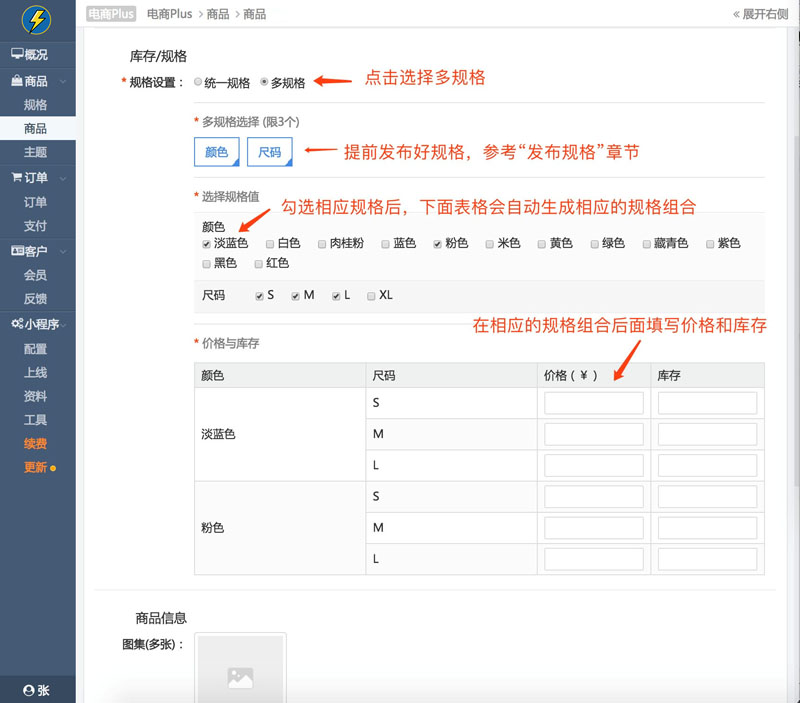 电商Plus 电商Plus > 商品 > 商品 « 展开右侧
概况
商品
规格
商品
主题
订单
订单
支付
客户
会员
反馈
小程序
配置
上线
资料
工具
续费
更新
张
库存/规格
* 规格设置： 统一规格 多规格 点击选择多规格
* 多规格选择 (限3个)
颜色 尺码 提前发布好规格，参考“发布规格”章节
* 选择规格值
勾选相应规格后，下面表格会自动生成相应的规格组合
颜色
淡蓝色 白色 肉桂粉 蓝色 粉色 米色 黄色 绿色 藏青色 紫色
黑色 红色
尺码 S M L XL
在相应的规格组合后面填写价格和库存
* 价格与库存
颜色 尺码 价格 ( ￥ ) 库存
淡蓝色
S
M
L
粉色
S
M
L
商品信息
图集(多张)：